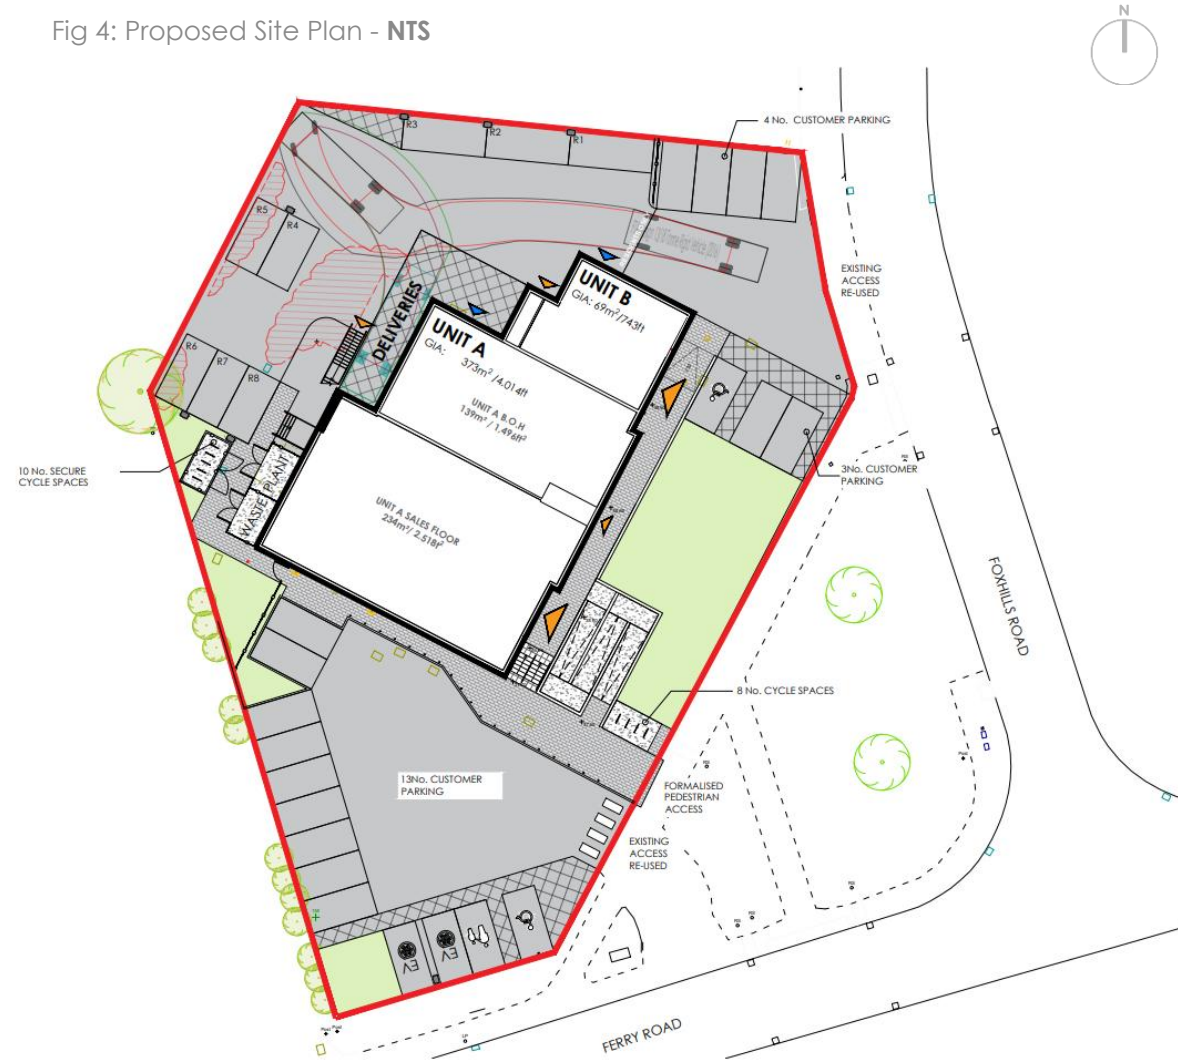 Fig 4: Proposed Site Plan - NTS
N
4 No. CUSTOMER PARKING
R3
R2
R1
R5
R4
EXISTING
ACCESS
RE-USED
DELIVERIES
UNIT B
GIA: 69m²/743ft
UNIT A
GIA: 373m² /4.014ft
UNIT A B.O.H
139m² / 1.496ft²
R6
R7
R8
10 No. SECURE
CYCLE SPACES
WASTE
PLANT
3No. CUSTOMER
PARKING
UNIT A SALES FLOOR
234m²/ 2.518ft²
FOXHILLS ROAD
8 No. CYCLE SPACES
13No. CUSTOMER
PARKING
FORMALISED
PEDESTRIAN
ACCESS
EXISTING
ACCESS
RE-USED
EV
EV
FERRY ROAD